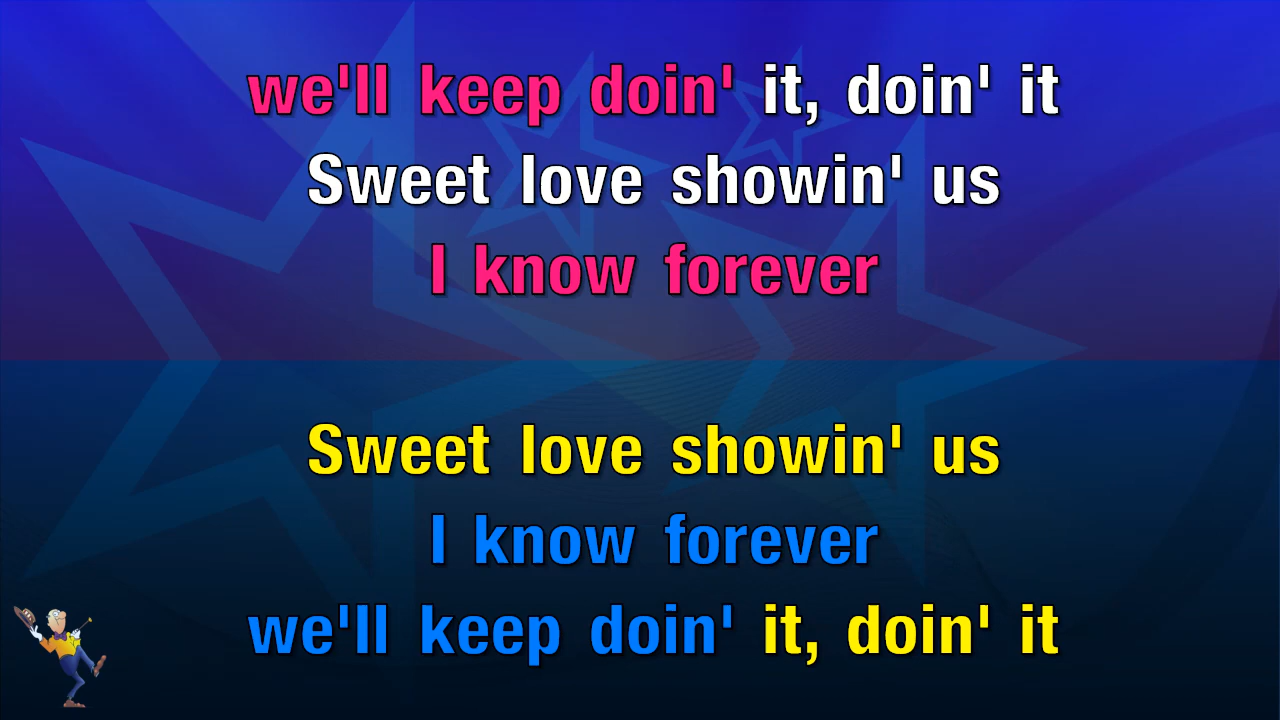 we'll keep doin' it, doin' it
Sweet love showin' us
I know forever
Sweet love showin' us
I know forever
we'll keep doin' it, doin' it